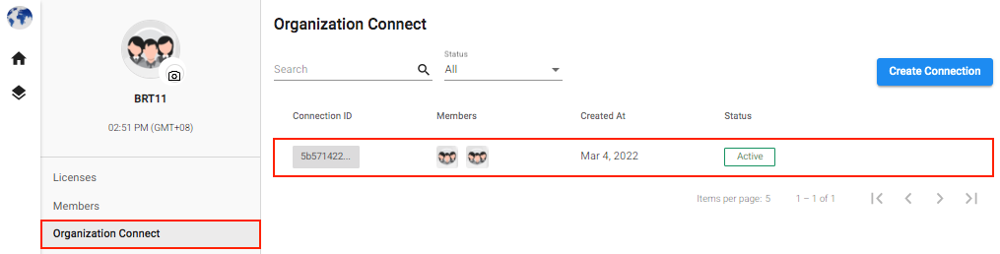 BRT11
02:51 PM (GMT+08)
Licenses
Members
Organization Connect
Organization Connect
Search
Status
All
Create Connection
Connection ID Members Created At Status
5b571422... Mar 4, 2022 Active
Items per page: 5 1 – 1 of 1